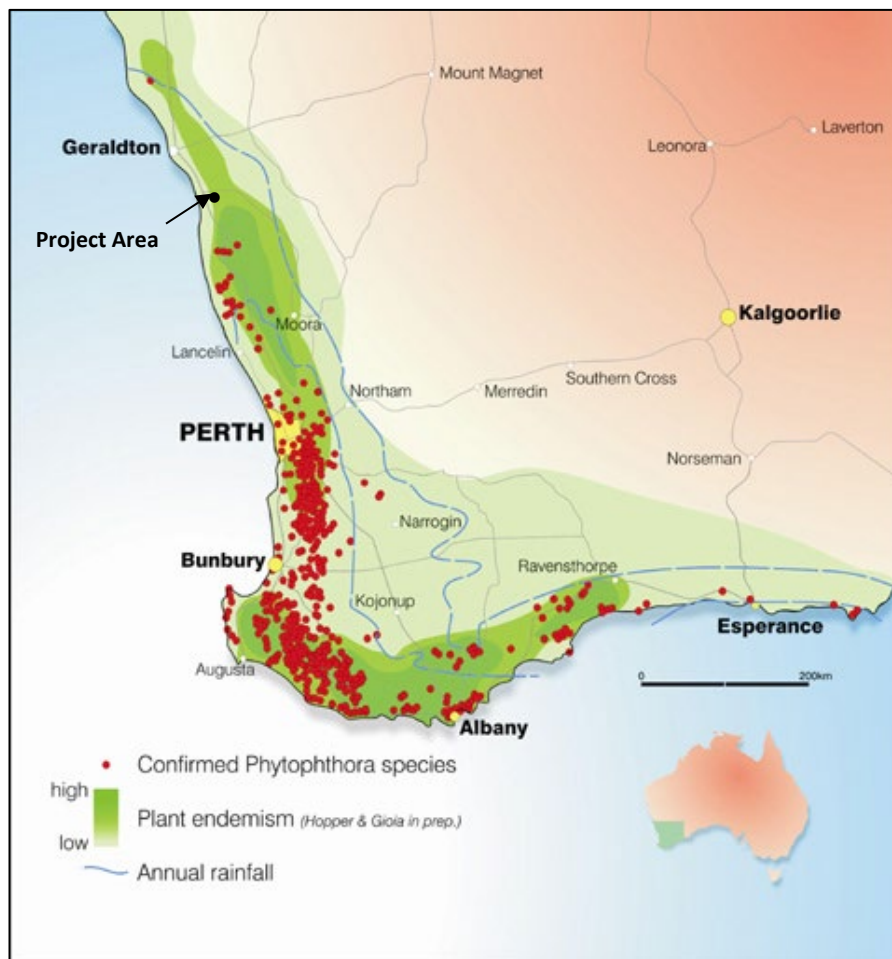 Mount Magnet
Laverton
Leonora
Geraldton
Project Area
Kalgoorlie
Moora
Lancelin
Southern Cross
Northam
Merredin
PERTH
Norseman
Narrogin
Bunbury
Ravensthorpe
Kojonup
Esperance
Augusta
0 200km
Albany
Confirmed Phytophthora species
high
Plant endemism (Hopper & Gioia in prep.)
low
Annual rainfall